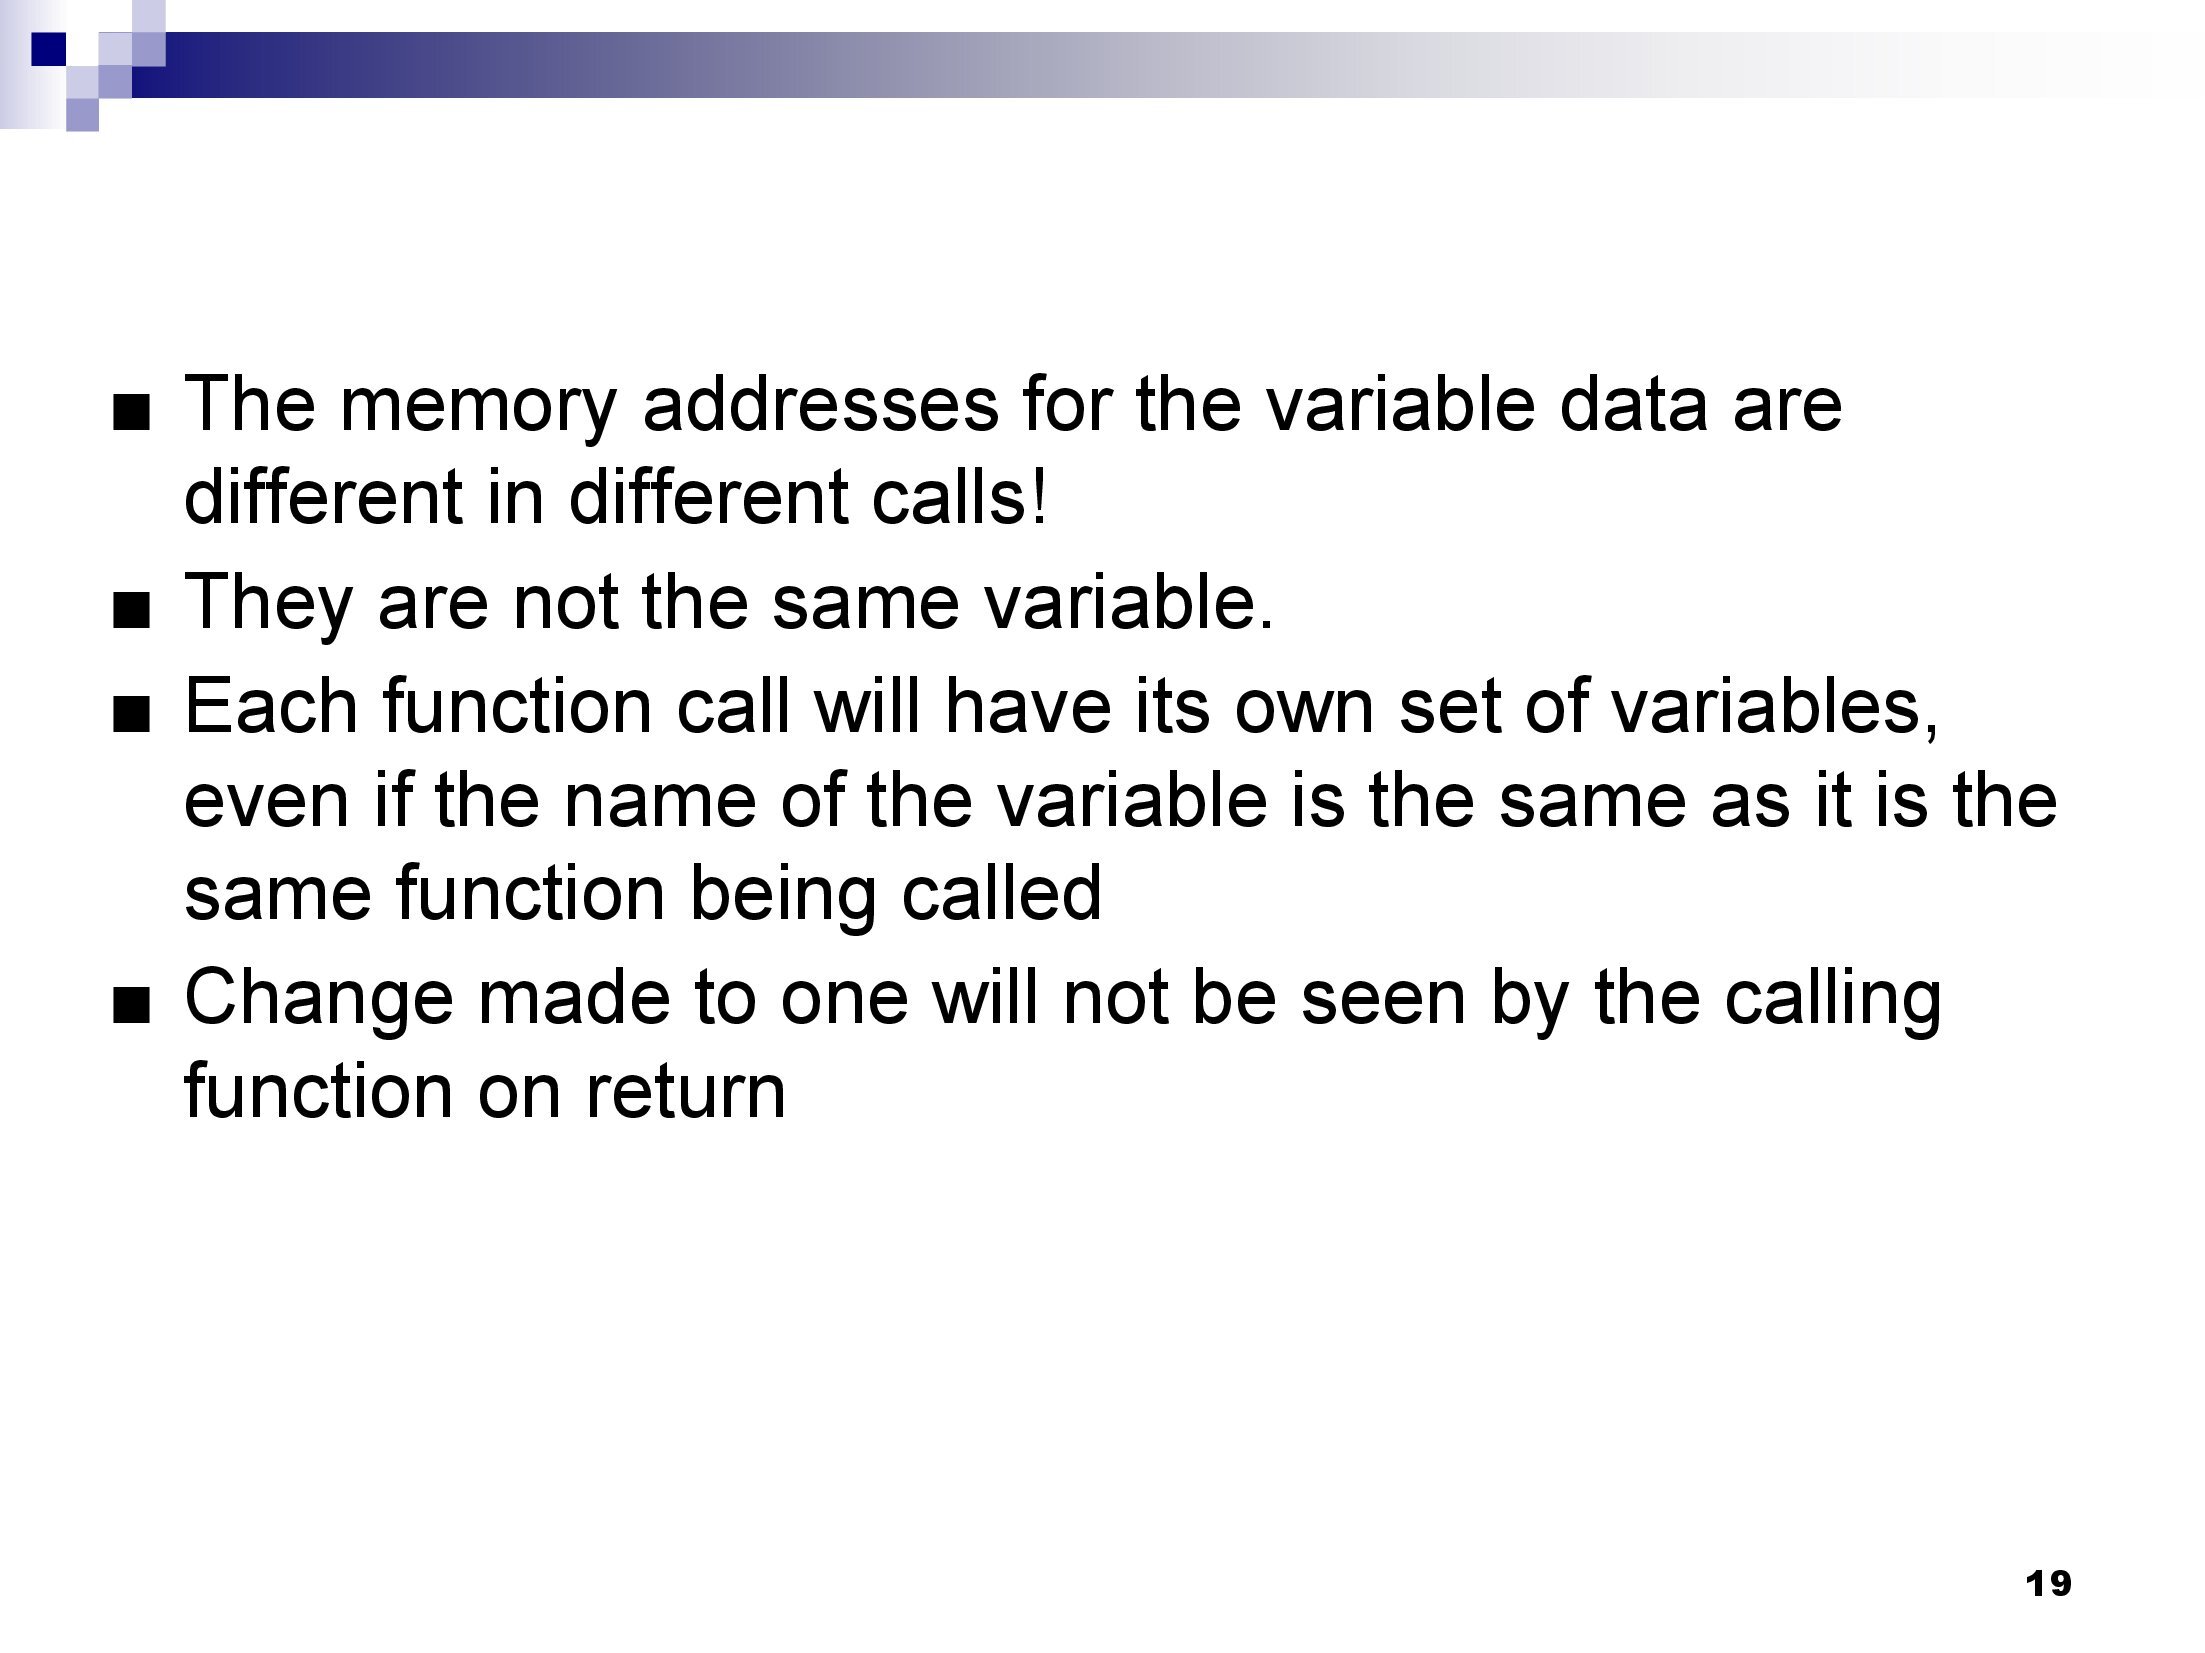 ■ The memory addresses for the variable data are
different in different calls!
■ They are not the same variable.
■ Each function call will have its own set of variables,
even if the name of the variable is the same as it is the
same function being called
■ Change made to one will not be seen by the calling
function on return
19